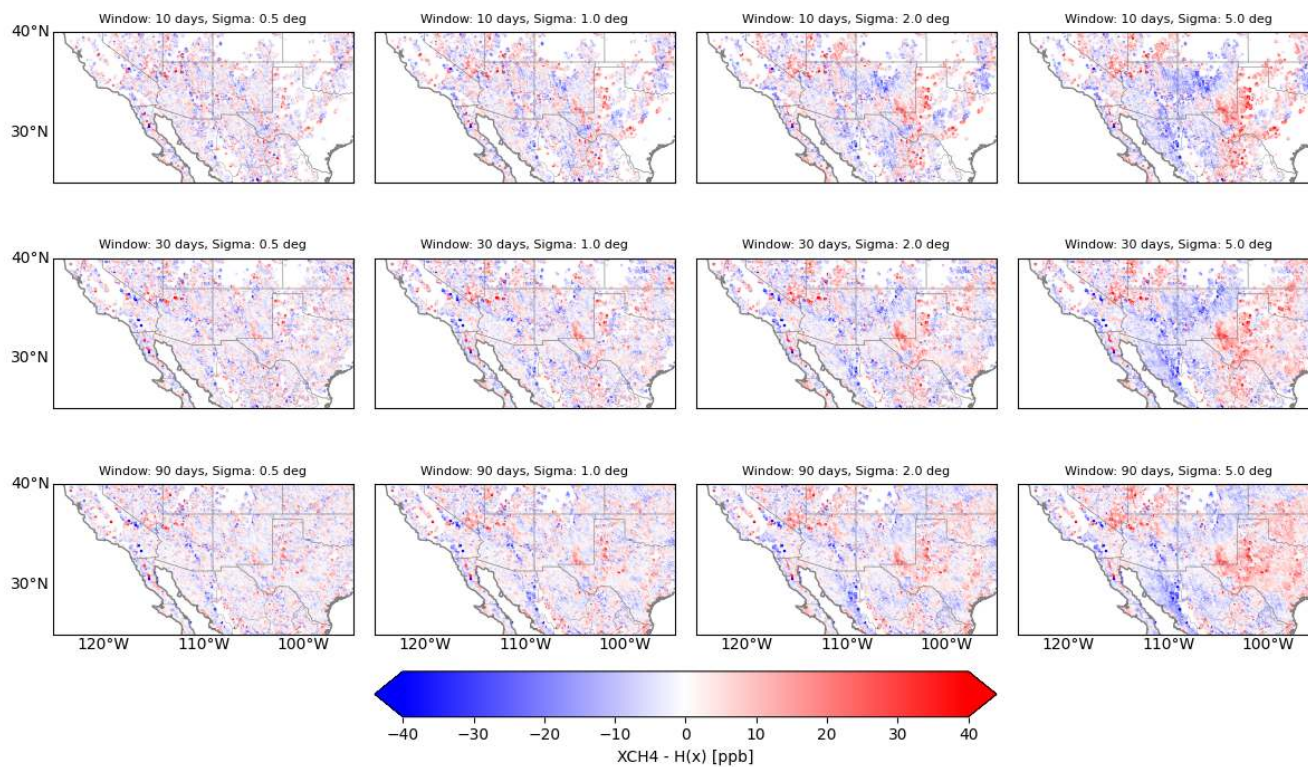 Window: 10 days, Sigma: 0.5 deg
Window: 10 days, Sigma: 1.0 deg
Window: 10 days, Sigma: 2.0 deg
Window: 10 days, Sigma: 5.0 deg
40°N
30°N
Window: 30 days, Sigma: 0.5 deg
Window: 30 days, Sigma: 1.0 deg
Window: 30 days, Sigma: 2.0 deg
Window: 30 days, Sigma: 5.0 deg
40°N
30°N
Window: 90 days, Sigma: 0.5 deg
Window: 90 days, Sigma: 1.0 deg
Window: 90 days, Sigma: 2.0 deg
Window: 90 days, Sigma: 5.0 deg
40°N
30°N
120°W 110°W 100°W
120°W 110°W 100°W
120°W 110°W 100°W
120°W 110°W 100°W
−40 −30 −20 −10 0 10 20 30 40
XCH4 - H(x) [ppb]